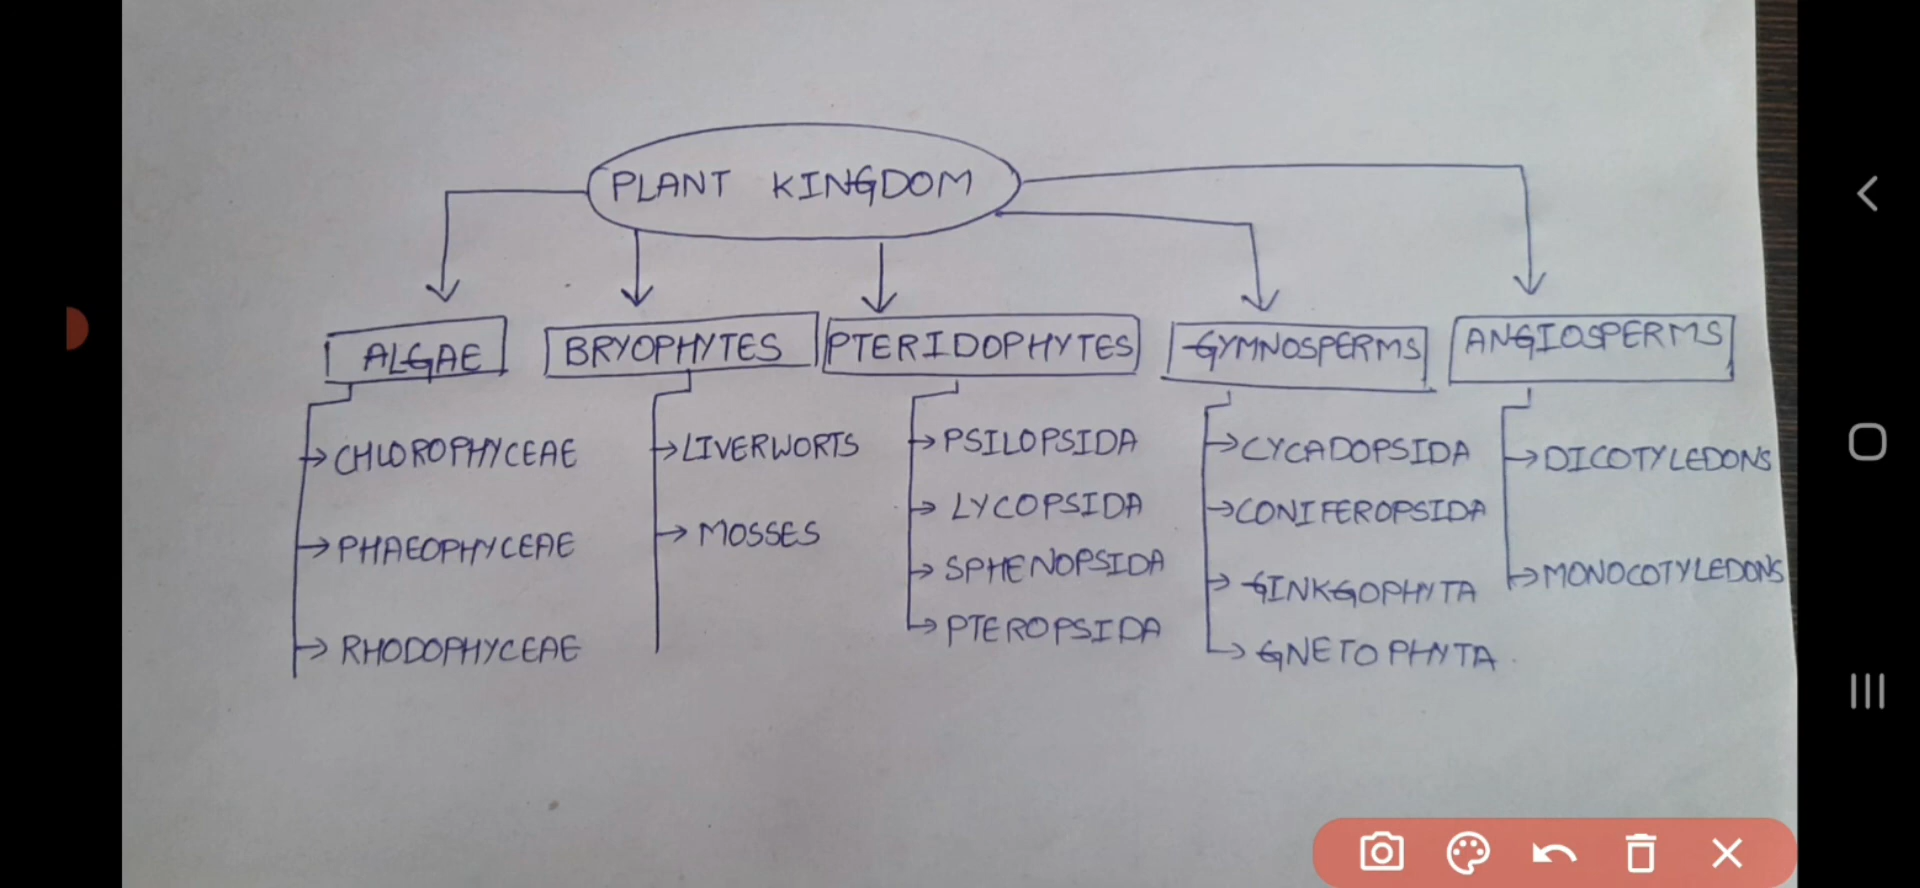 PLANT KINGDOM
ALGAE
CHLOROPHYCEAE
PHAEOPHYCEAE
RHODOPHYCEAE
BRYOPHYTES
LIVERWORTS
MOSSES
PTERIDOPHYTES
PSILOPSIDA
LYCOPSIDA
SPHENOPSIDA
PTEROPSIDA
GYMNOSPERMS
CYCADOPSIDA
CONIFEROPSIDA
GINKGOPHYTA
GNETOPHYTA
ANGIOSPERMS
DICOTYLEDONS
MONOCOTYLEDONS